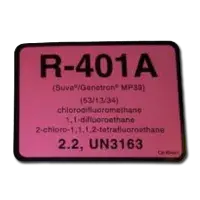 R-401A
(Suva®/Genetron® MP39)
(53/13/34)
chlorodifluoromethane
1,1-difluoroethane
2-chloro-1,1,1,2-tetrafluoroethane
2.2, UN3163